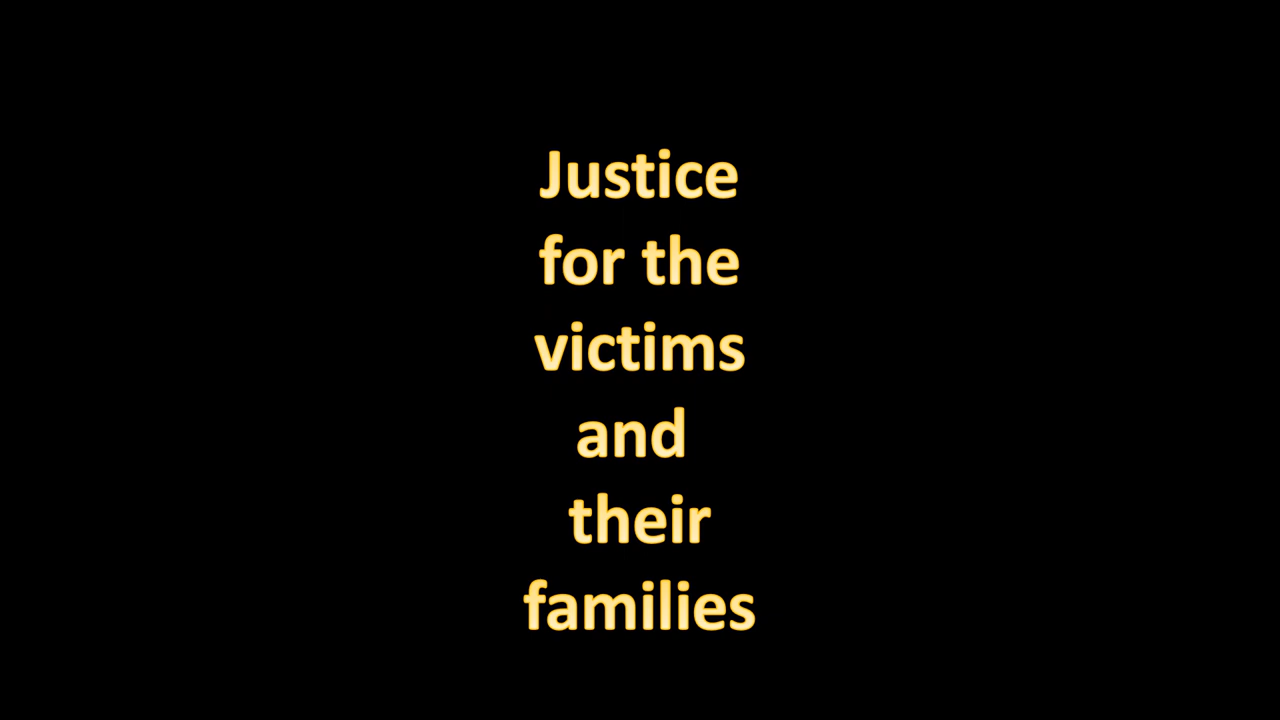 Justice
for the
victims
and
their
families